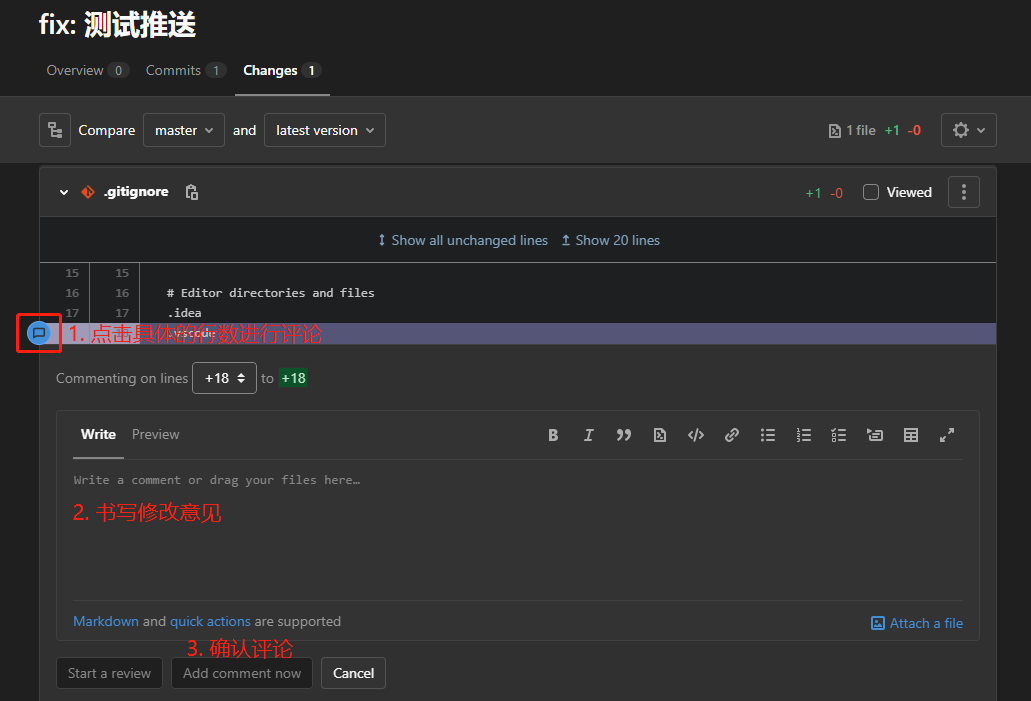 fix: 测试推送
Overview 0 Commits 1 Changes 1
Compare master and latest version 1 file +1 -0
.gitignore +1 -0 Viewed
Show all unchanged lines Show 20 lines
15 15
16 16 # Editor directories and files
17 17 .idea
1. 点击具体的行数进行评论
.vscode
Commenting on lines +18 to +18
Write Preview
Write a comment or drag your files here…
2. 书写修改意见
Markdown and quick actions are supported Attach a file
3. 确认评论
Start a review Add comment now Cancel